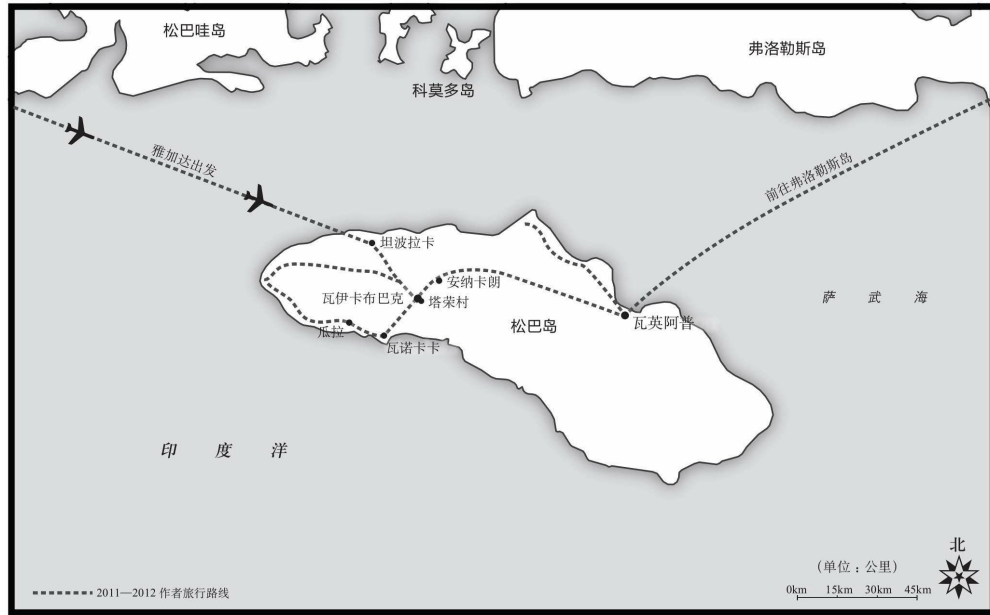 松巴哇岛
弗洛勒斯岛
科莫多岛
雅加达出发
前往弗洛勒斯岛
坦波拉卡
安纳卡朗
瓦伊卡布巴克
塔荣村
萨 武 海
瓜拉
瓦诺卡卡
松巴岛
瓦英阿普
印 度 洋
北
(单位：公里)
0km 15km 30km 45km
2011—2012 作者旅行路线